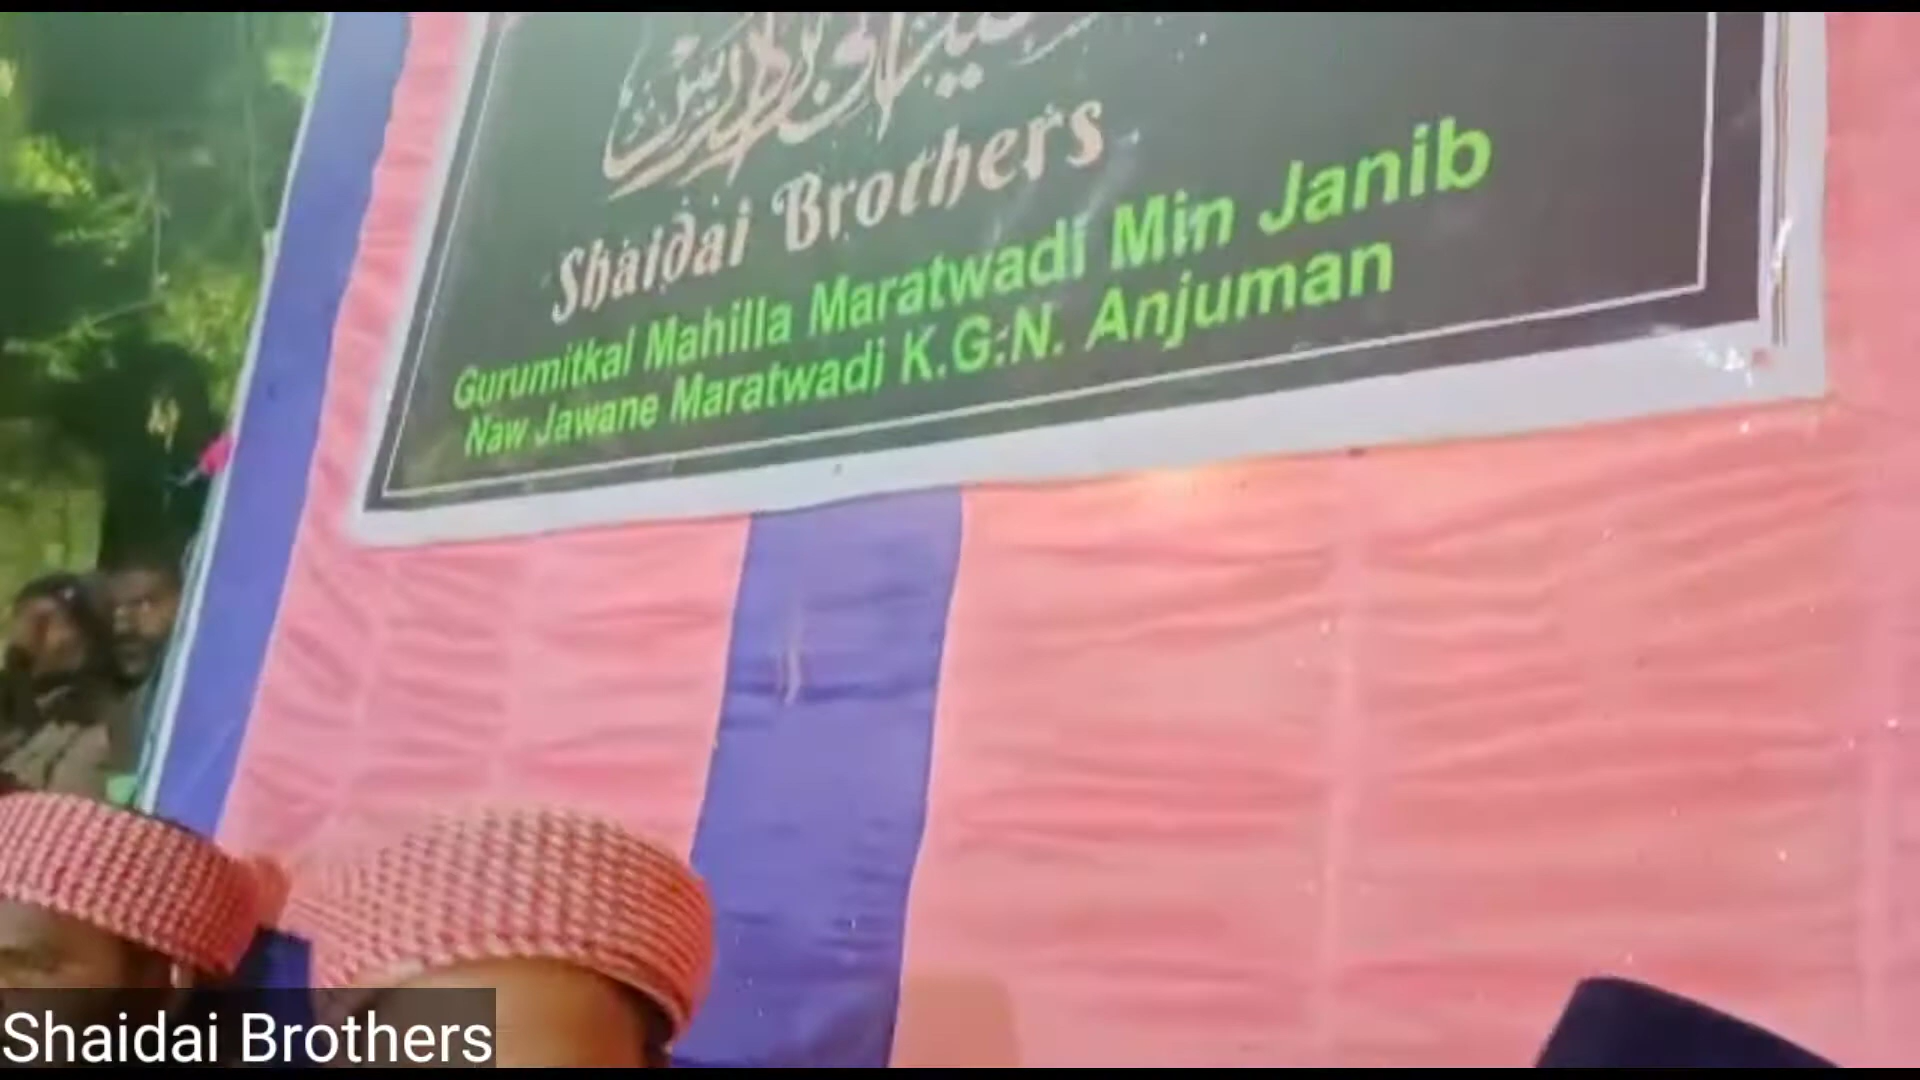 Shaidai Brothers
Gurumitkal Mahilla Maratwadi Min Janib
Naw Jawane Maratwadi K.G.N. Anjuman
Shaidai Brothers